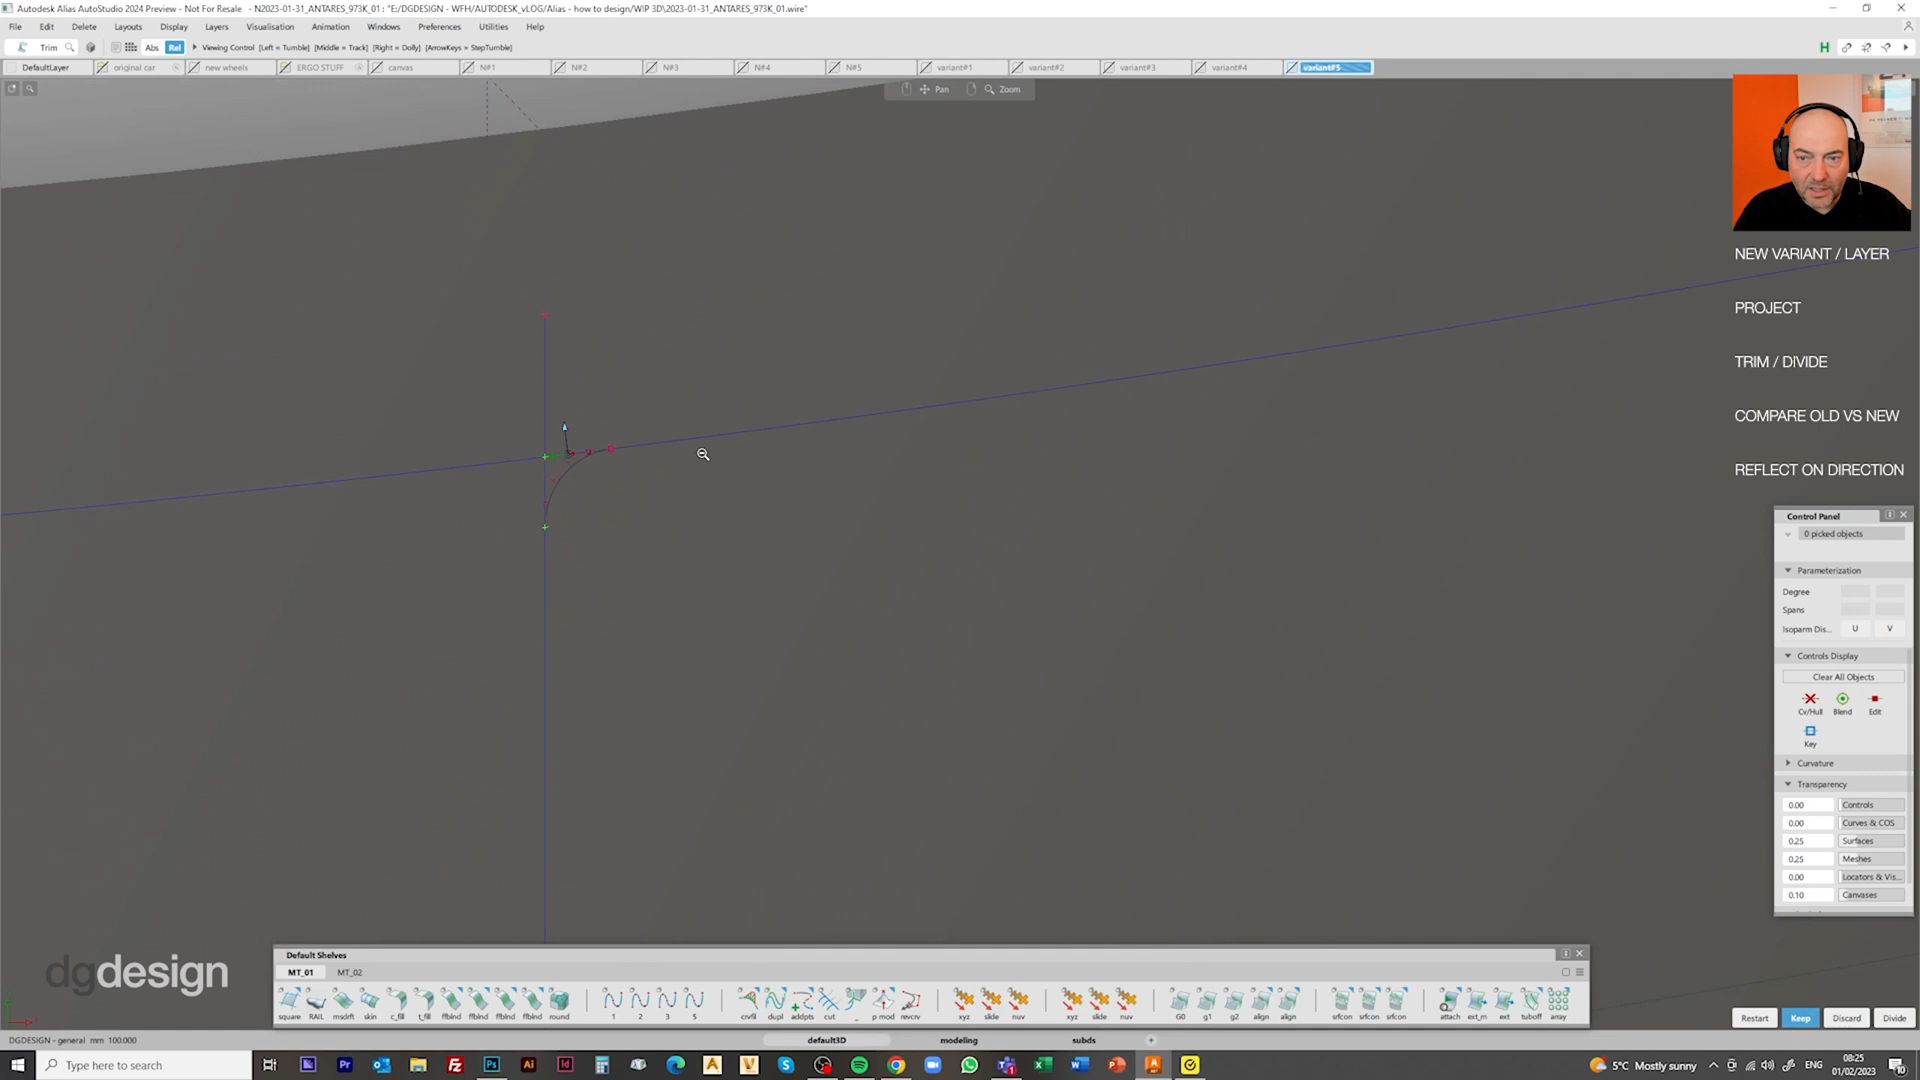 Autodesk Alias AutoStudio 2024 Preview - Not For Resale - N2023-01-31_ANTARES_973K_01 : "E:/DGDESIGN - WFH/AUTODESK_vLOG/Alias - how to design/WIP 3D\2023-01-31_ANTARES_973K_01.wire"
File Edit Delete Layouts Display Layers Visualisation Animation Windows Preferences Utilities Help
Trim Abs Rel Viewing Control [Left = Tumble] [Middle = Track] [Right = Dolly] [ArrowKeys = StepTumble] H
DefaultLayer original car new wheels ERGO STUFF canvas N#1 N#2 N#3 N#4 N#5 variant#1 variant#2 variant#3 variant#4 variant#5
Pan Zoom
NEW VARIANT / LAYER
PROJECT
TRIM / DIVIDE
COMPARE OLD VS NEW
REFLECT ON DIRECTION
Control Panel
0 picked objects
Parameterization
Degree
Spans
Isoparm Dis... U V
Controls Display
Clear All Objects
Cv/Hull Blend Edit
Key
Curvature
Transparency
0.00 Controls
0.00 Curves & COS
0.25 Surfaces
0.25 Meshes
0.00 Locators & Vis...
0.10 Canvases
dgdesign
Default Shelves
MT_01 MT_02
square RAIL msdrft skin c_fill t_fill ffblnd ffblnd ffblnd ffblnd round 1 2 3 5 crvfil dupl addpts cut p mod revcrv xyz slide nuv xyz slide nuv G0 g1 g2 align align srfcon srfcon srfcon attach ext_m ext tuboff array
Restart Keep Discard Divide
DGDESIGN - general mm 100.000
default3D modeling subds +
Type here to search
5°C Mostly sunny
ENG
08:25
01/02/2023